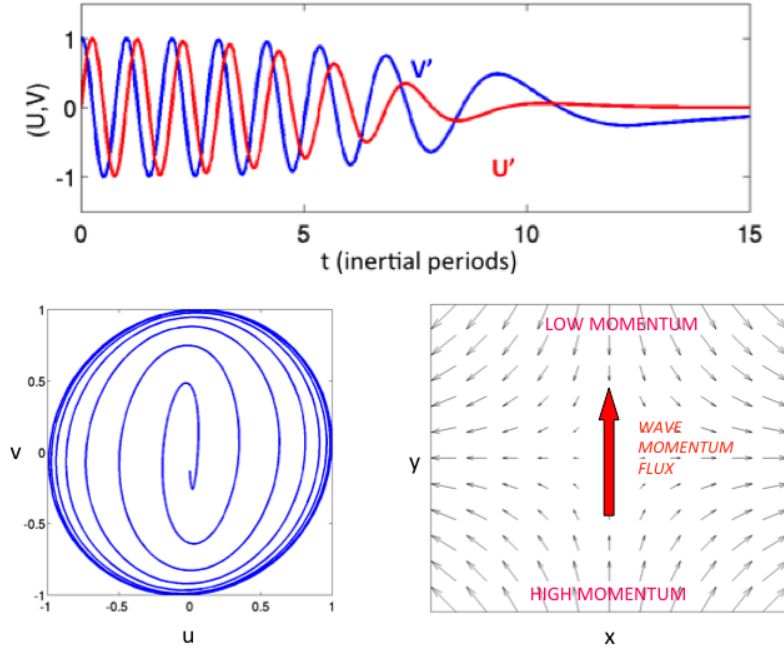 1
0
-1
(U,V)
V'
U'
0
5
10
15
t (inertial periods)
1
0.5
0
-0.5
-1
v
-1
-0.5
0
0.5
1
u
LOW MOMENTUM
WAVE
MOMENTUM
FLUX
y
HIGH MOMENTUM
x